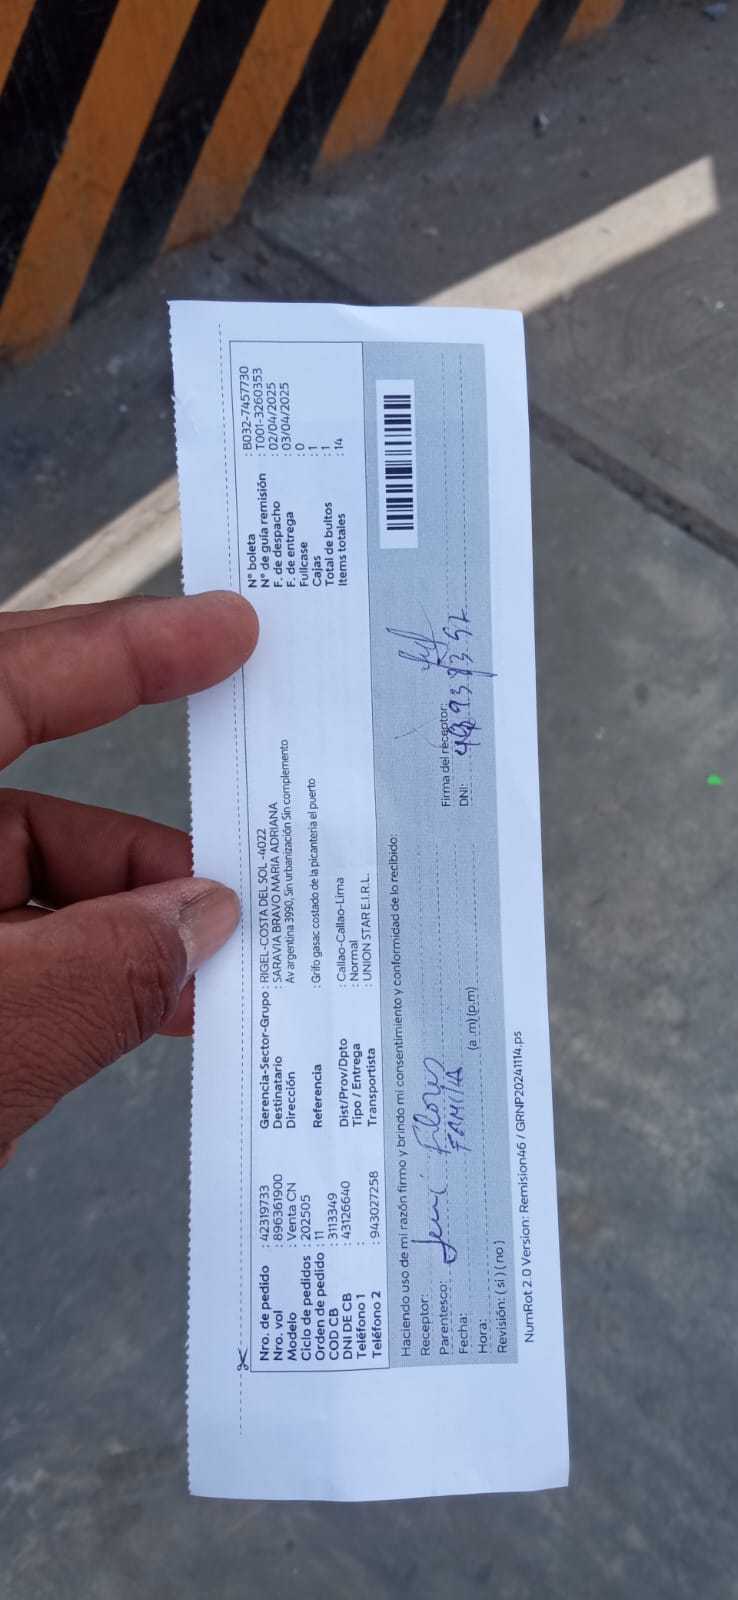 Nro. de pedido : 42319733
Nro. vol : 896361900
Modelo : Venta CN
Ciclo de pedidos : 202505
Orden de pedido : 11
COD CB : 3113349
DNI DE CB : 43126640
Teléfono 1 :
Teléfono 2 : 943027258
Gerencia-Sector-Grupo : RIGEL-COSTA DEL SOL -4022
Destinatario : SARAVIA BRAVO MARIA ADRIANA
Dirección Av argentina 3990, Sin urbanización Sin complemento
Referencia : Grifo gasac costado de la picanteria el puerto
Dist/Prov/Dpto : Callao-Callao-Lima
Tipo / Entrega : Normal
Transportista : UNION STAR E.I.R.L.
N° boleta : B032-7457730
N° de guía remisión : T001-3260353
F. de despacho : 02/04/2025
F. de entrega : 03/04/2025
Fullcase : 0
Cajas : 1
Total de bultos : 1
Items totales : 14
Haciendo uso de mi razón firmo y brindo mi consentimiento y conformidad de lo recibido:
Receptor: Flores
Parentesco: FAMILIA
Firma del receptor:
Fecha:
DNI:
Hora: (a .m) (p.m)
Revisión: ( si ) ( no )
NumRot 2.0 Version: Remision46 / GRNP20241114.ps